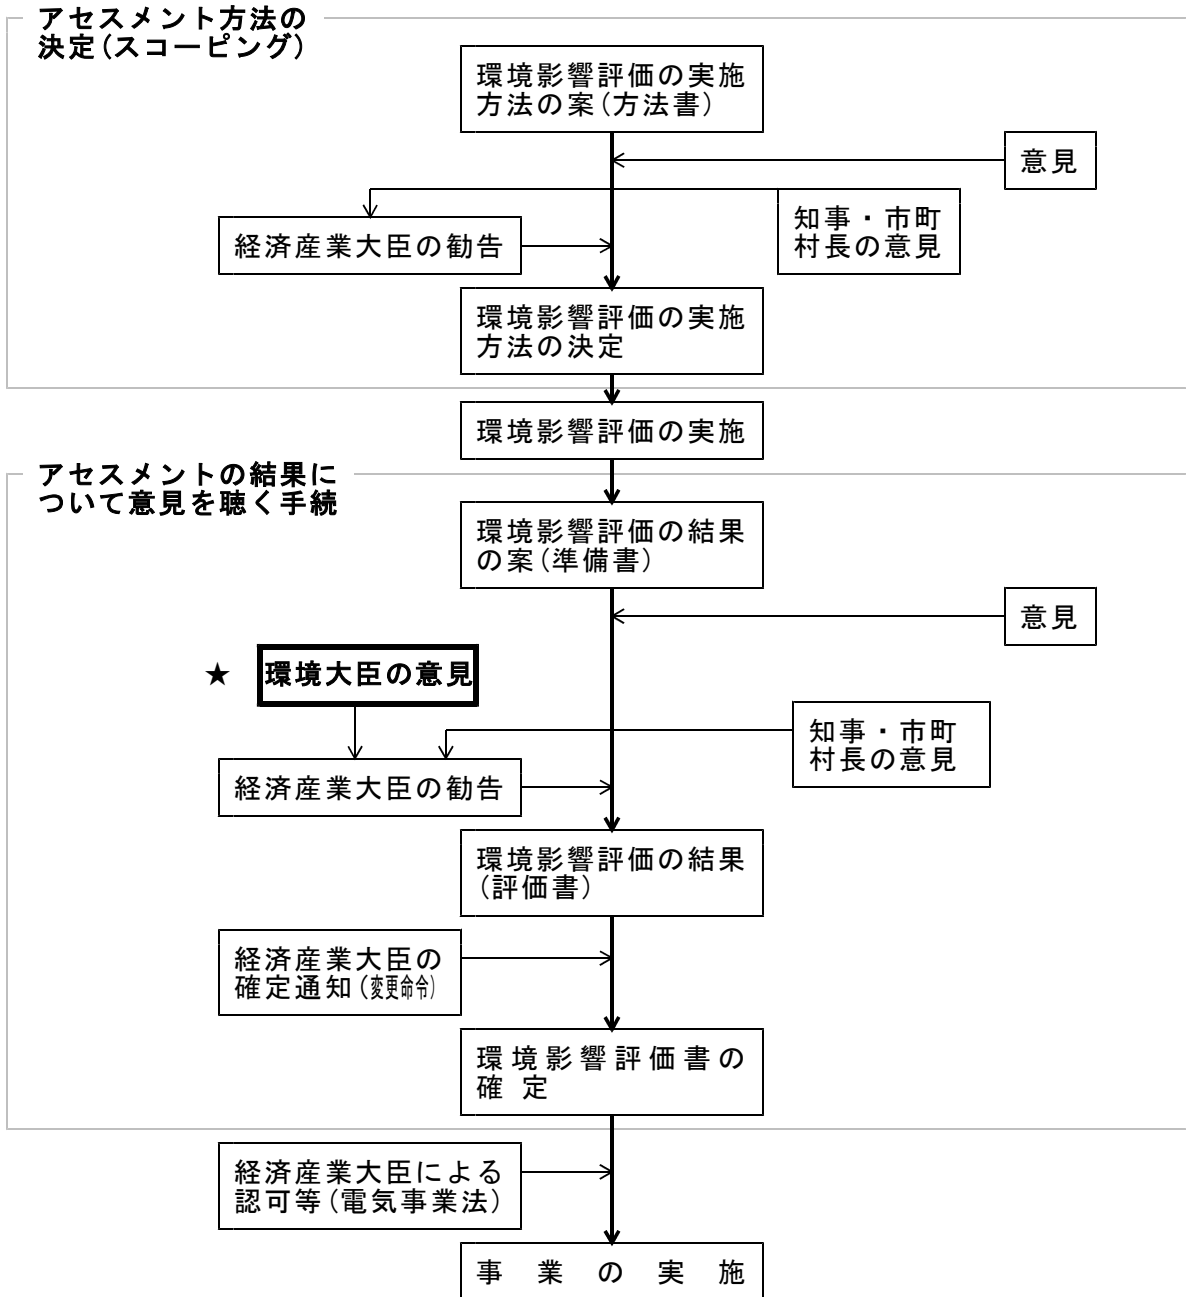 アセスメント方法の
決定(スコーピング)
環境影響評価の実施
方法の案(方法書)
意見
知事・市町
村長の意見
経済産業大臣の勧告
環境影響評価の実施
方法の決定
環境影響評価の実施
アセスメントの結果に
ついて意見を聴く手続
環境影響評価の結果
の案(準備書)
意見
★ 環境大臣の意見
知事・市町
村長の意見
経済産業大臣の勧告
環境影響評価の結果
(評価書)
経済産業大臣の
確定通知(変更命令)
環境影響評価書の
確 定
経済産業大臣による
認可等(電気事業法)
事 業 の 実 施